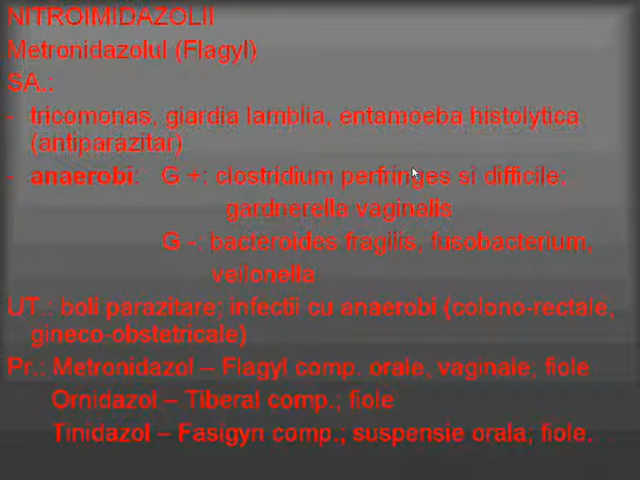 NITROIMIDAZOLII
Metronidazolul (Flagyl)
SA.:
- tricomonas, giardia lamblia, entamoeba histolytica
(antiparazitar)
- anaerobi: G +: clostridium perfringes si difficile;
gardnerella vaginalis
G -: bacteroides fragilis, fusobacterium,
veilonella
UT.: boli parazitare; infectii cu anaerobi (colono-rectale,
gineco-obstetricale)
Pr.: Metronidazol – Flagyl comp. orale, vaginale; fiole
Ornidazol – Tiberal comp.; fiole
Tinidazol – Fasigyn comp.; suspensie orala; fiole.